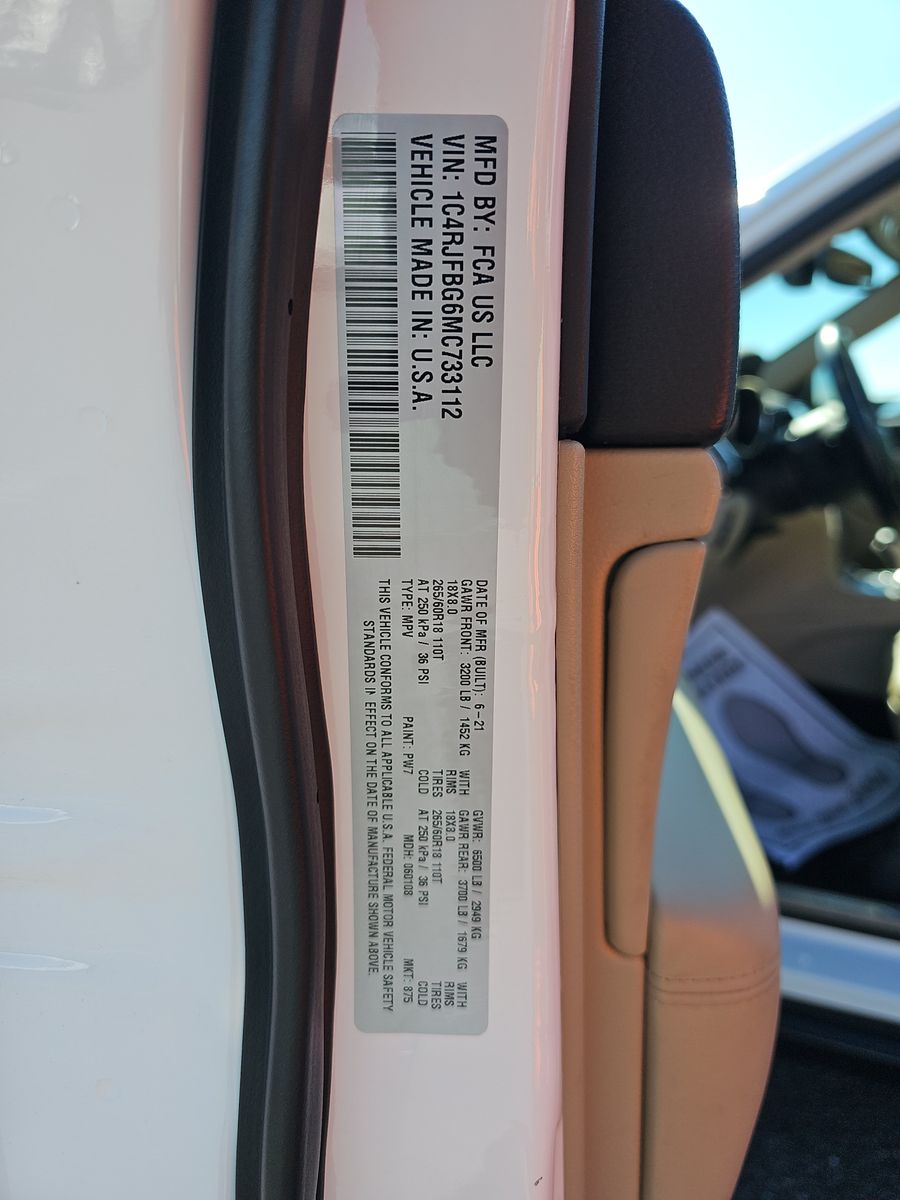 MFD BY: FCA US LLC
VIN: 1C4RJFBG6MC733112
VEHICLE MADE IN: U.S.A.
DATE OF MFR (BUILT): 6-21 GVWR: 6500 LB / 2949 KG
GAWR FRONT: 3200 LB / 1452 KG WITH GAWR REAR: 3700 LB / 1679 KG WITH
18X8.0 RIMS 18X8.0 RIMS
265/60R18 110T TIRES 265/60R18 110T TIRES
AT 250 kPa / 36 PSI COLD AT 250 kPa / 36 PSI COLD
TYPE: MPV PAINT: PW7 MDH: 060108 MKT: 875
THIS VEHICLE CONFORMS TO ALL APPLICABLE U.S.A. FEDERAL MOTOR VEHICLE SAFETY
STANDARDS IN EFFECT ON THE DATE OF MANUFACTURE SHOWN ABOVE.